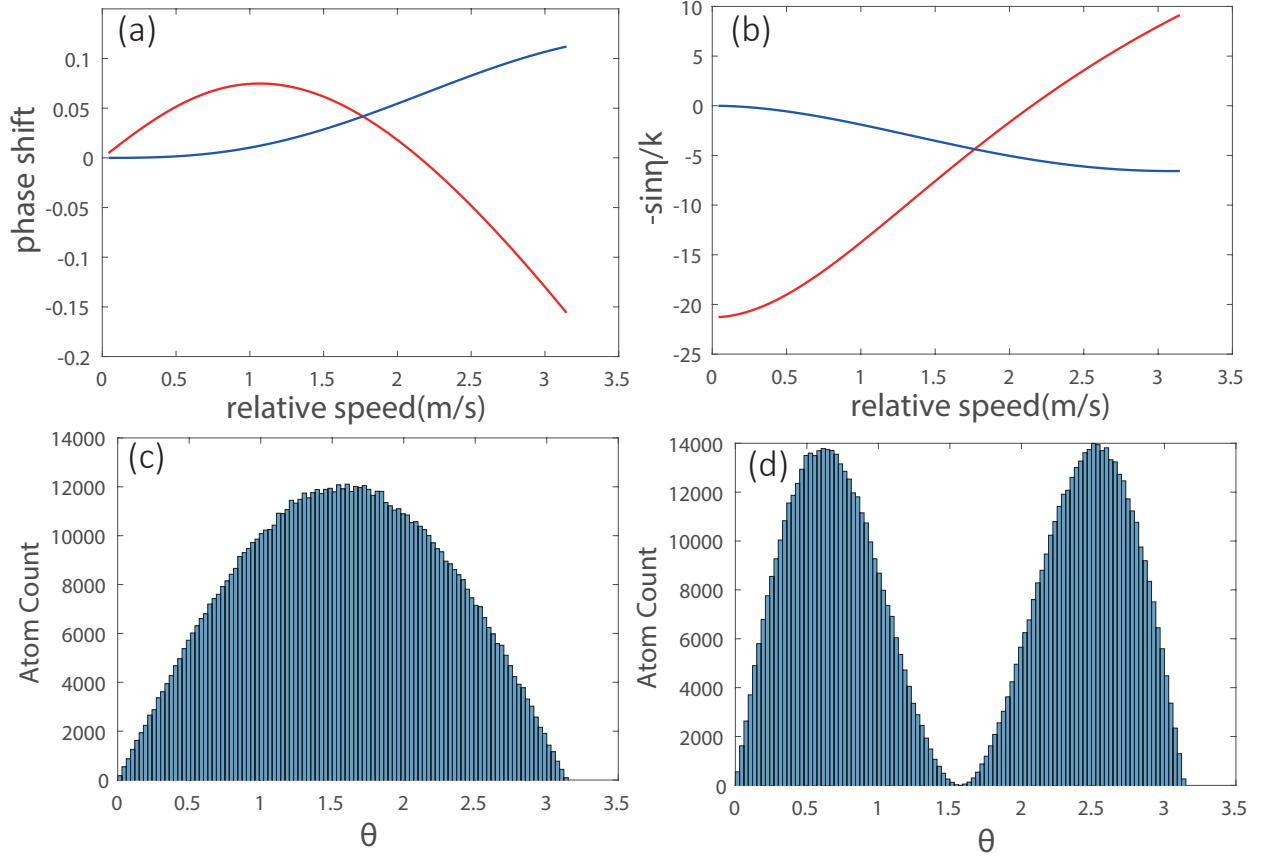 (a)
phase shift
0.1
0.05
0
-0.05
-0.1
-0.15
-0.2
0 0.5 1 1.5 2 2.5 3 3.5
relative speed(m/s)
(b)
-sinη/k
10
5
0
-5
-10
-15
-20
-25
0 0.5 1 1.5 2 2.5 3 3.5
relative speed(m/s)
(c)
Atom Count
14000
12000
10000
8000
6000
4000
2000
0
0 0.5 1 1.5 2 2.5 3 3.5
θ
(d)
Atom Count
14000
12000
10000
8000
6000
4000
2000
0
0 0.5 1 1.5 2 2.5 3 3.5
θ